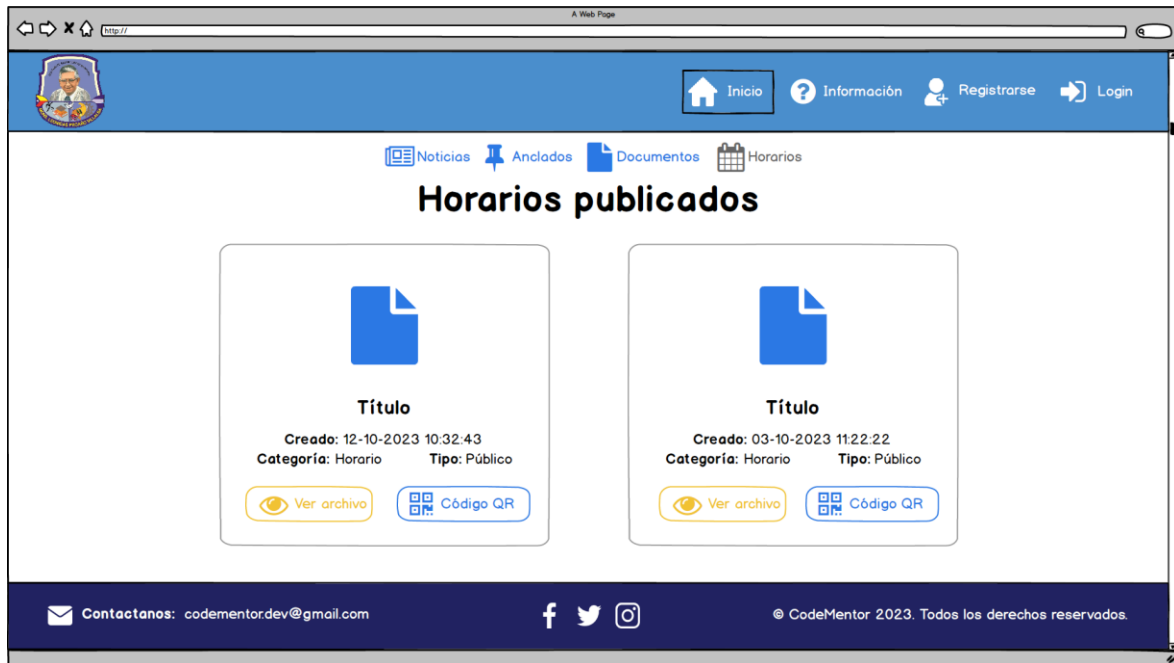 A Web Page
http://
Inicio Información Registrarse Login
Noticias Anclados Documentos Horarios
Horarios publicados
Título
Creado: 12-10-2023 10:32:43
Categoría: Horario Tipo: Público
Ver archivo Código QR
Título
Creado: 03-10-2023 11:22:22
Categoría: Horario Tipo: Público
Ver archivo Código QR
Contactanos: codementor.dev@gmail.com
© CodeMentor 2023. Todos los derechos reservados.